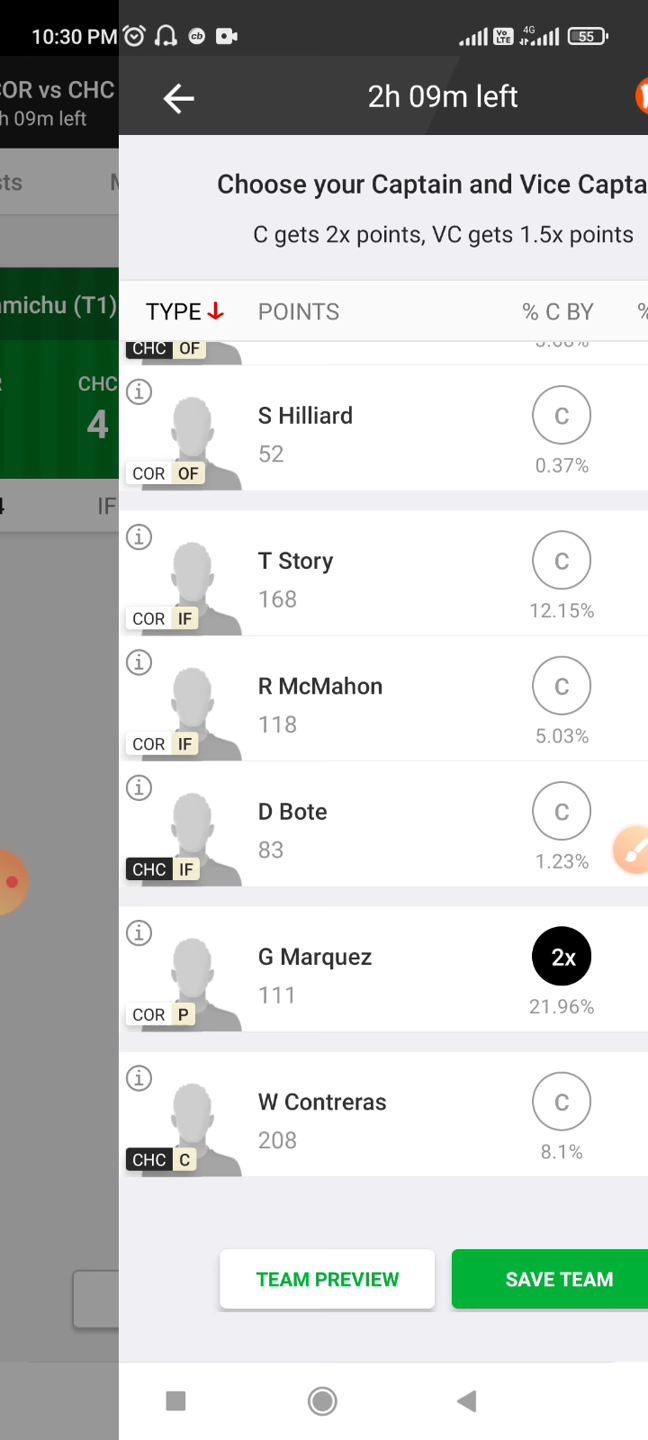 10:30 PM
Vo LTE
4G
55
OR vs CHC
h 09m left
2h 09m left
sts
Choose your Captain and Vice Capta
C gets 2x points, VC gets 1.5x points
TYPE POINTS % C BY %
CHC OF
michu (T1)
CHC
4
IF
S Hilliard
52
COR OF
C
0.37%
T Story
168
COR IF
C
12.15%
R McMahon
118
COR IF
C
5.03%
D Bote
83
CHC IF
C
1.23%
G Marquez
111
COR P
2x
21.96%
W Contreras
208
CHC C
C
8.1%
TEAM PREVIEW
SAVE TEAM